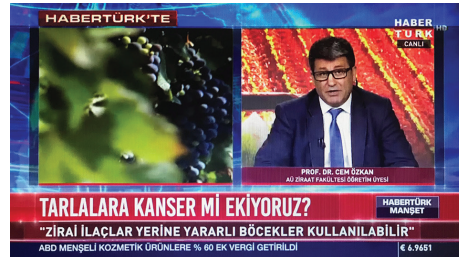 HABERTÜRK'TE
HABER
TÜRK HD
CANLI
PROF. DR. CEM ÖZKAN
AÜ ZİRAAT FAKÜLTESİ ÖĞRETİM ÜYESİ
TARLALARA KANSER Mİ EKİYORUZ?
HABERTÜRK
MANŞET
"ZİRAİ İLAÇLAR YERİNE YARARLI BÖCEKLER KULLANILABİLİR"
ABD MENŞELİ KOZMETİK ÜRÜNLERE % 60 EK VERGİ GETİRİLDİ
€ 6.9651